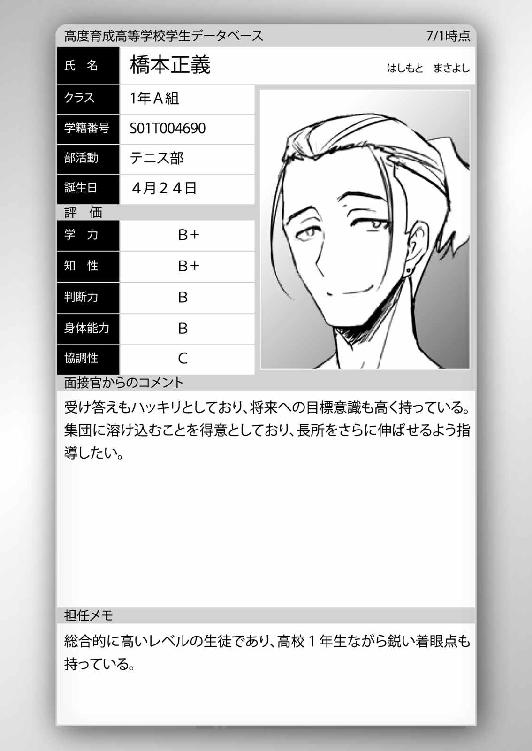 高度育成高等学校学生データベース 7/1時点
氏 名 橋本正義 はしもと まさよし
クラス 1年A組
学籍番号 S01T004690
部活動 テニス部
誕生日 4月24日
評 価
学 力 B+
知 性 B+
判断力 B
身体能力 B
協調性 C
面接官からのコメント
受け答えもハッキリとしており、将来への目標意識も高く持っている。
集団に溶け込むことを得意としており、長所をさらに伸ばせるよう指
導したい。
担任メモ
総合的に高いレベルの生徒であり、高校1年生ながら鋭い着眼点も
持っている。